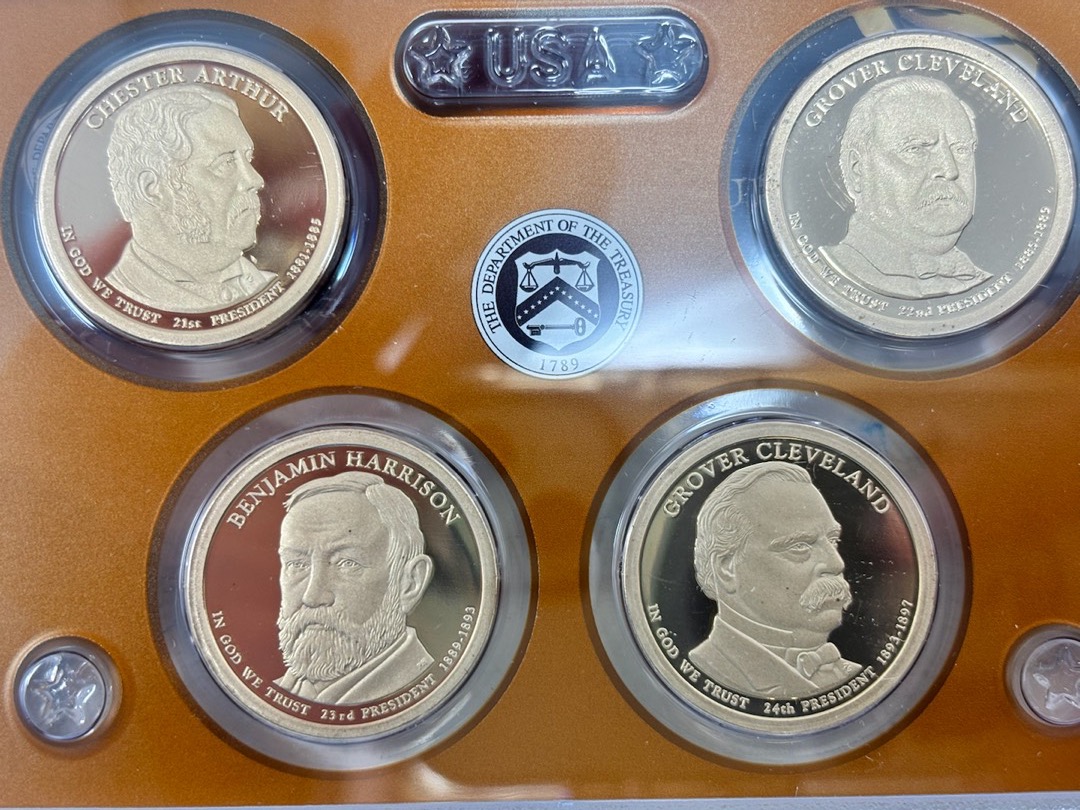 CHESTER ARTHUR
IN GOD WE TRUST 21st PRESIDENT 1881-1885
USA
GROVER CLEVELAND
IN GOD WE TRUST 22nd PRESIDENT 1885-1889
THE DEPARTMENT OF THE TREASURY
1789
BENJAMIN HARRISON
IN GOD WE TRUST 23rd PRESIDENT 1889-1893
GROVER CLEVELAND
IN GOD WE TRUST 24th PRESIDENT 1893-1897